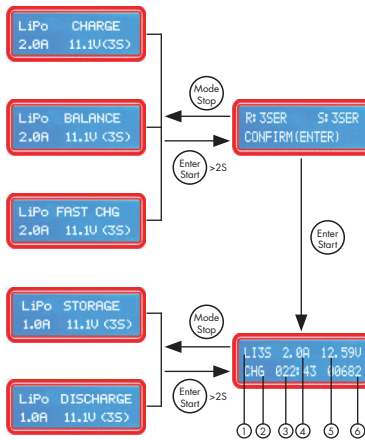 LiPo CHARGE
2.0A 11.1V(3S)
Mode
Stop
LiPo BALANCE
2.0A 11.1V (3S)
R:3SER S:3SER
CONFIRM(ENTER)
Enter
Start >2S
LiPo FAST CHG
2.0A 11.1V (3S)
Enter
Start
LiPo STORAGE
1.0A 11.1V (3S)
Mode
Stop
LI3S 2.0A 12.59V
CHG 022:43 00682
LiPo DISCHARGE
1.0A 11.1V (3S)
Enter
Start >2S
1 2 3 4 5 6